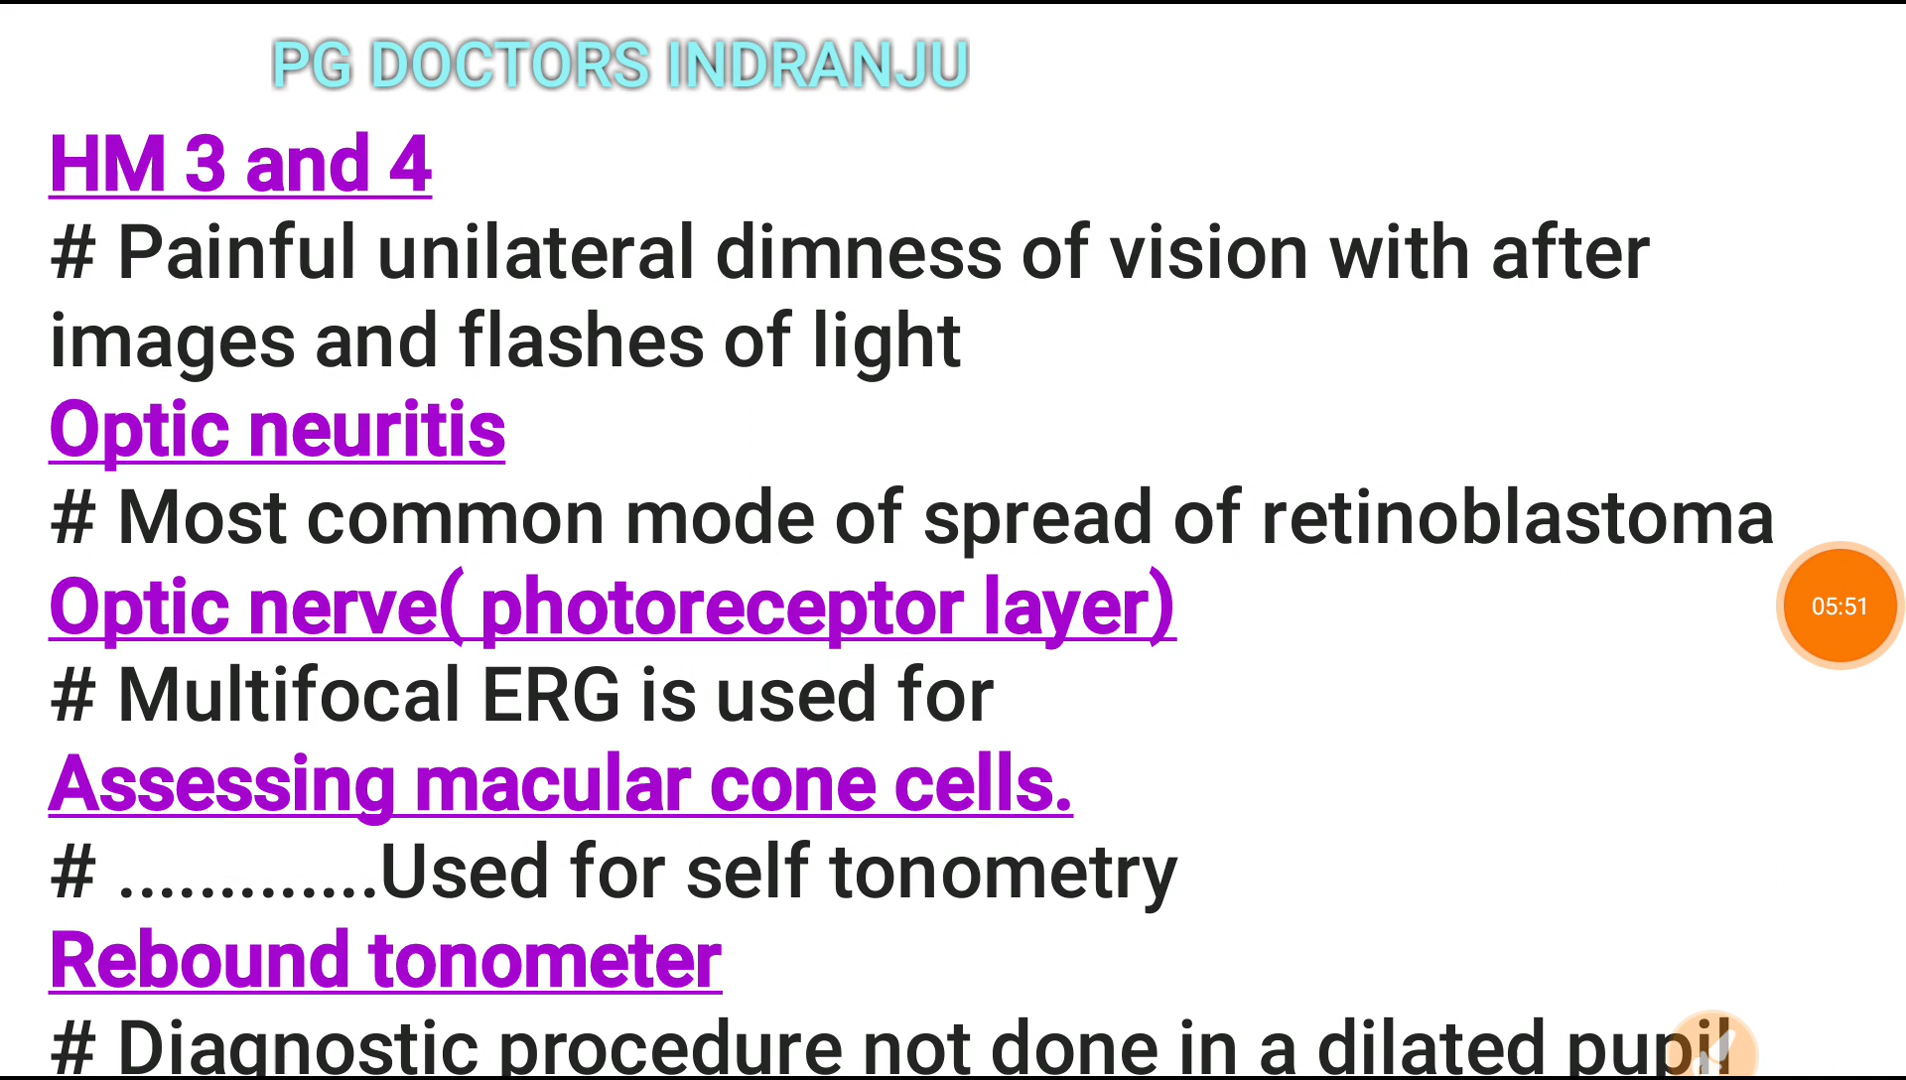 PG DOCTORS INDRANJU
HM 3 and 4
# Painful unilateral dimness of vision with after
images and flashes of light
Optic neuritis
# Most common mode of spread of retinoblastoma
Optic nerve( photoreceptor layer)
05:51
# Multifocal ERG is used for
Assessing macular cone cells.
# .............Used for self tonometry
Rebound tonometer
# Diagnostic procedure not done in a dilated pupil